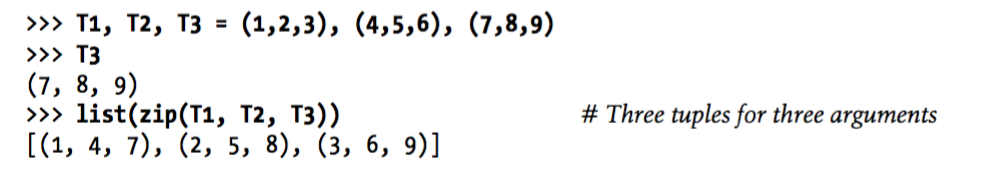 >>> T1, T2, T3 = (1,2,3), (4,5,6), (7,8,9)
>>> T3
(7, 8, 9)
>>> list(zip(T1, T2, T3)) # Three tuples for three arguments
[(1, 4, 7), (2, 5, 8), (3, 6, 9)]